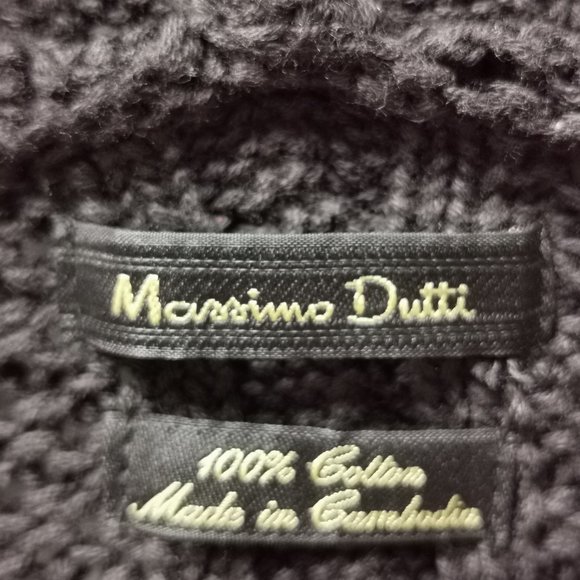 Massimo Dutti
100% Cotton
Made in Cambodia